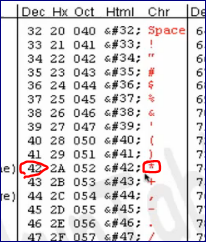 Dec Hx Oct Html Chr
32 20 040 &#32; Space
33 21 041 &#33; !
34 22 042 &#34; "
35 23 043 &#35; #
36 24 044 &#36; $
37 25 045 &#37; %
38 26 046 &#38; &
39 27 047 &#39; '
40 28 050 &#40; (
41 29 051 &#41; )
42 2A 052 &#42; *
43 2B 053 &#43; +
44 2C 054 &#44; ,
45 2D 055 &#45; -
46 2E 056 &#46; .
47 2F 057 &#47; /